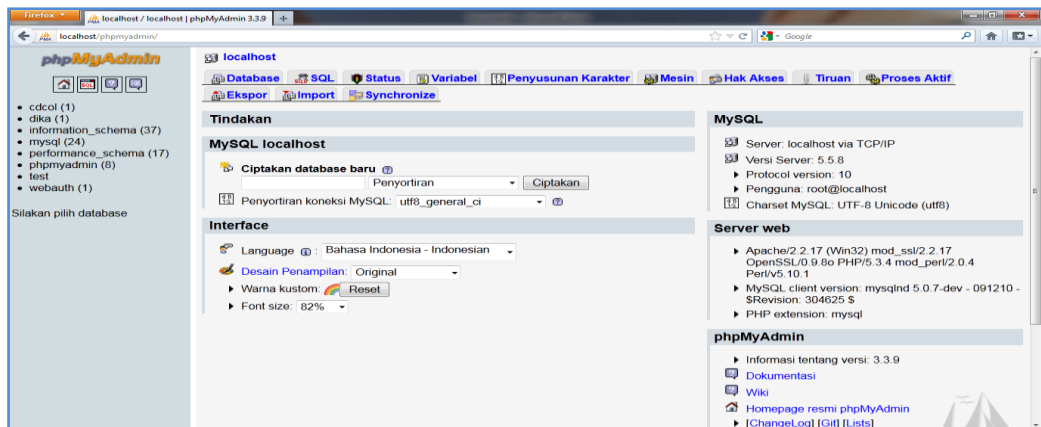 Firefox
localhost / localhost | phpMyAdmin 3.3.9
localhost/phpmyadmin/
Google
phpMyAdmin
SQL
cdcol (1)
dika (1)
information_schema (37)
mysql (24)
performance_schema (17)
phpmyadmin (8)
test
webauth (1)
Silakan pilih database
localhost
Database SQL Status Variabel Penyusunan Karakter Mesin Hak Akses Tiruan Proses Aktif
Ekspor Import Synchronize
Tindakan
MySQL localhost
Ciptakan database baru
Penyortiran Ciptakan
Penyortiran koneksi MySQL: utf8_general_ci
Interface
Language : Bahasa Indonesia - Indonesian
Desain Penampilan: Original
Warna kustom: Reset
Font size: 82%
MySQL
Server: localhost via TCP/IP
Versi Server: 5.5.8
Protocol version: 10
Pengguna: root@localhost
Charset MySQL: UTF-8 Unicode (utf8)
Server web
Apache/2.2.17 (Win32) mod_ssl/2.2.17
OpenSSL/0.9.8o PHP/5.3.4 mod_perl/2.0.4
Perl/v5.10.1
MySQL client version: mysqlnd 5.0.7-dev - 091210 -
$Revision: 304625 $
PHP extension: mysql
phpMyAdmin
Informasi tentang versi: 3.3.9
Dokumentasi
Wiki
Homepage resmi phpMyAdmin
[ChangeLog] [Git] [Lists]